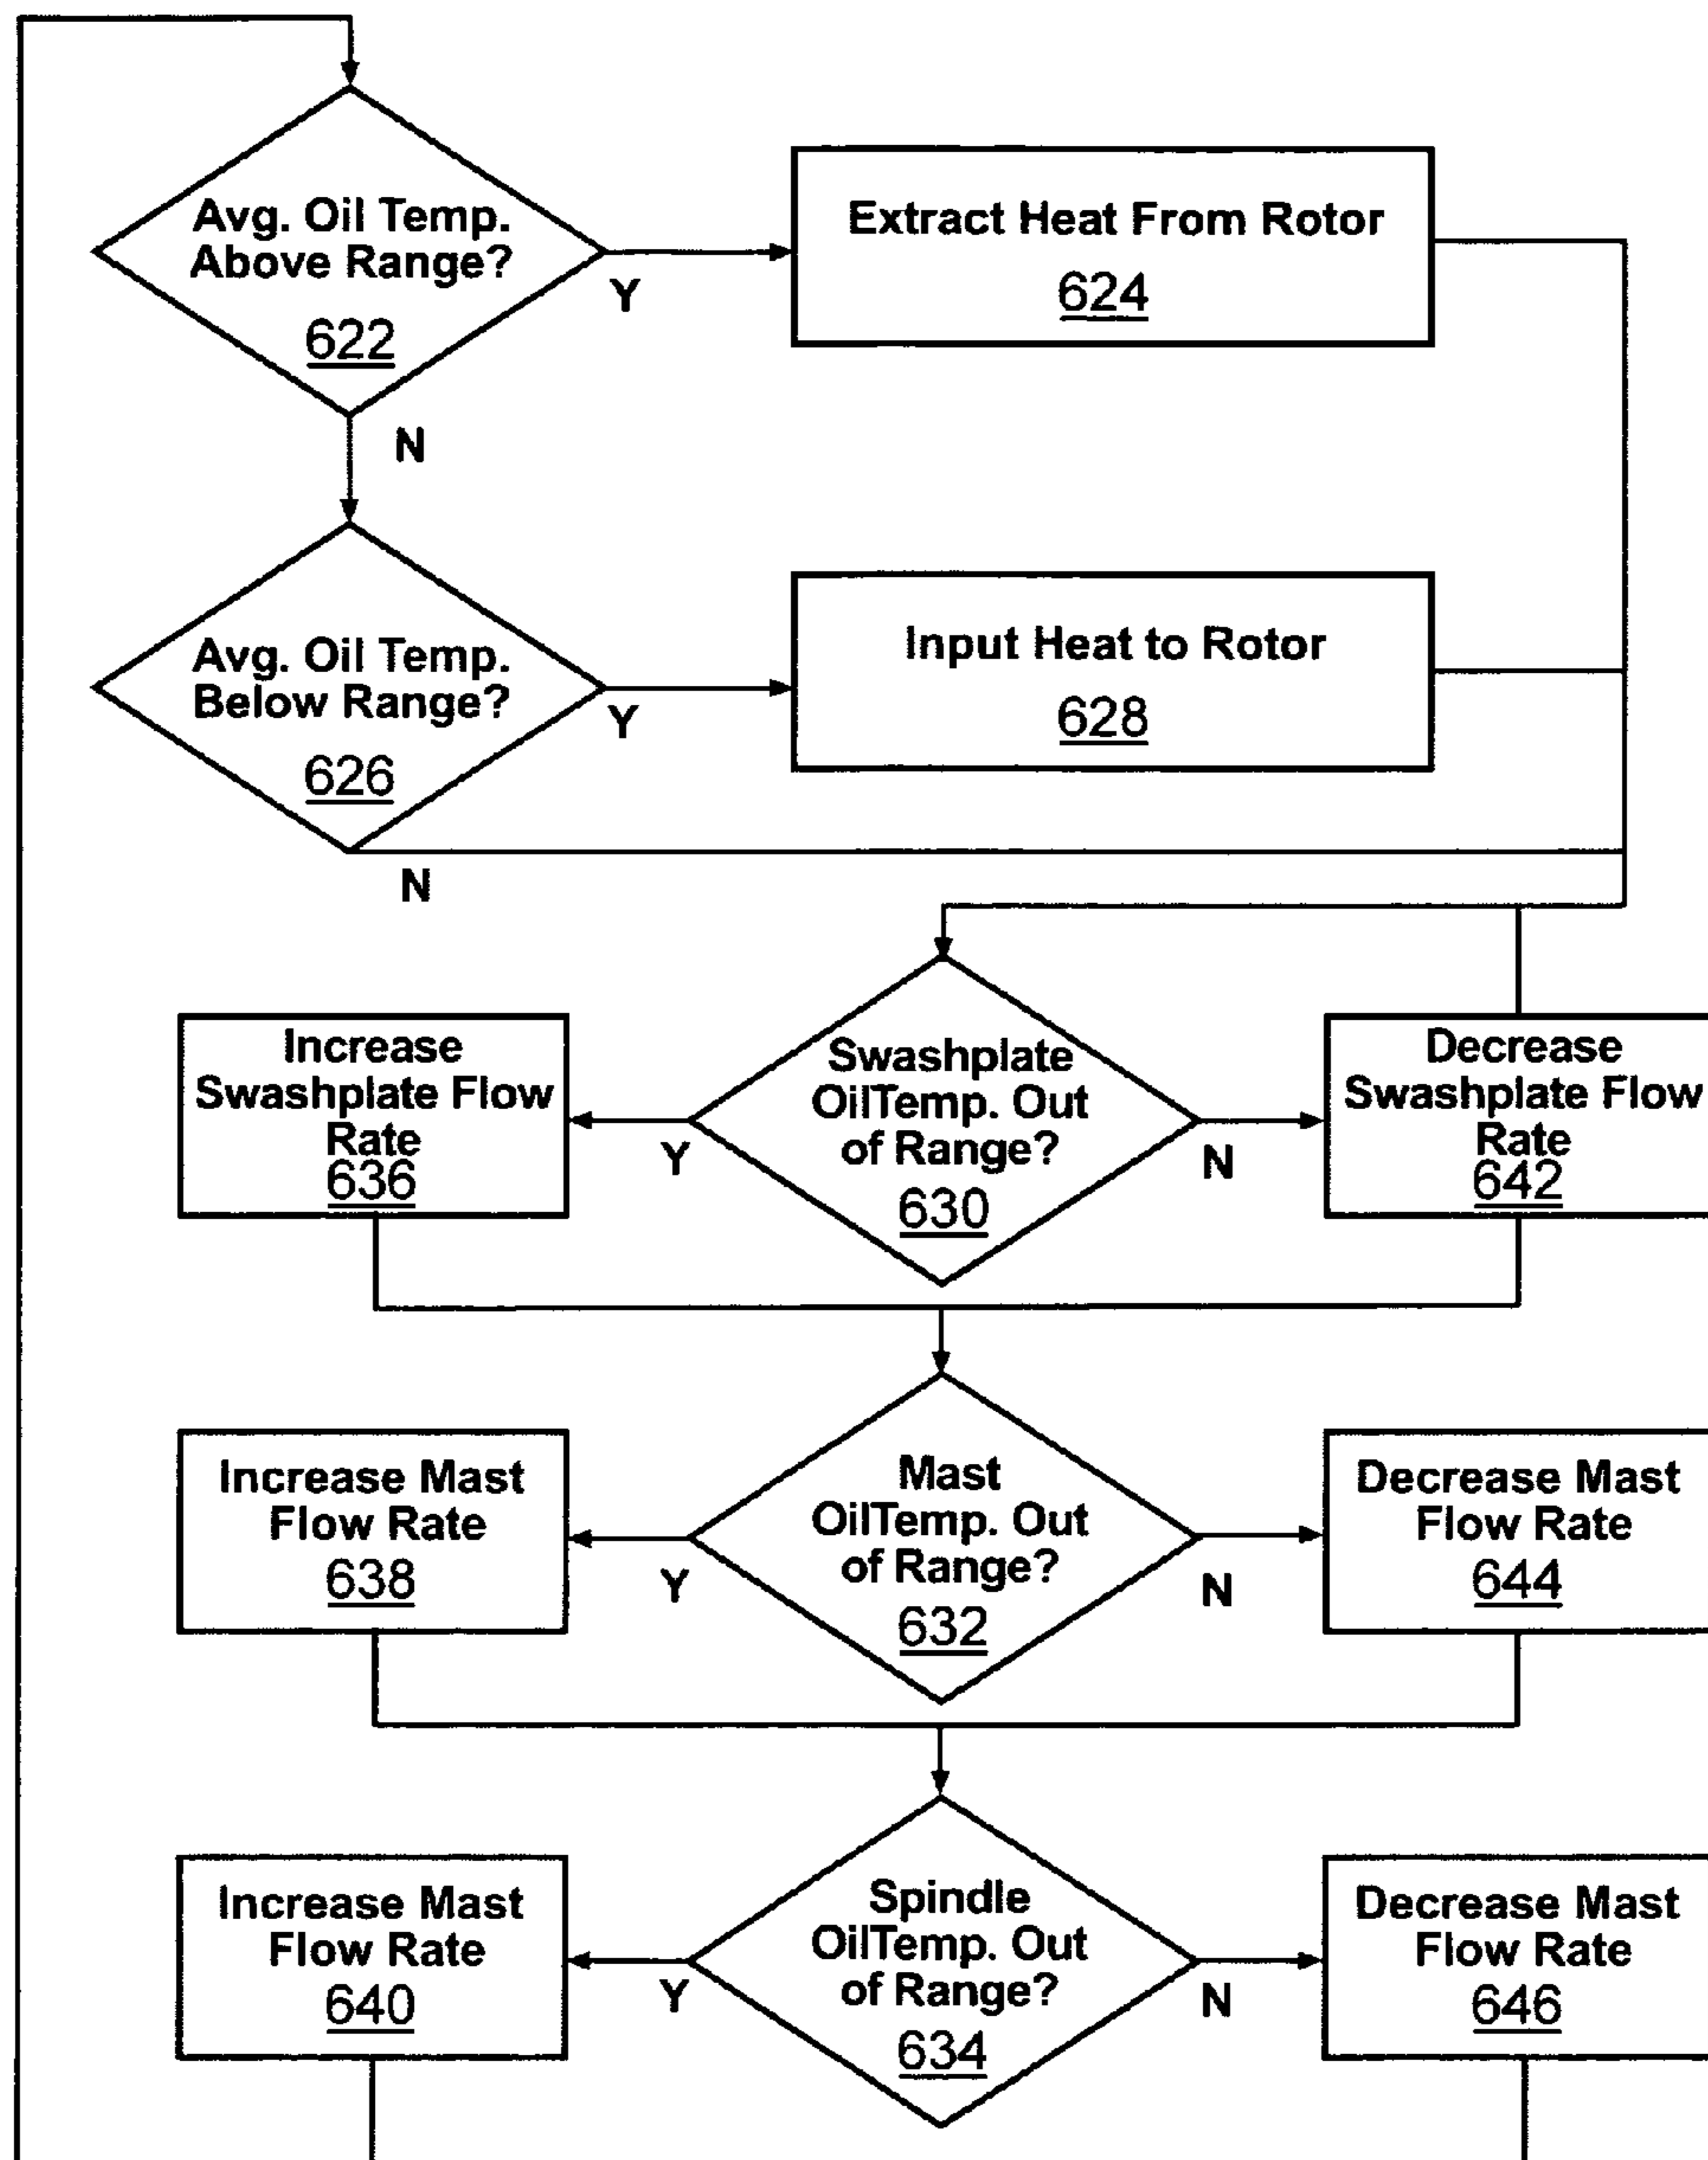 Avg. Oil Temp.
Above Range?
622
Y
N
Extract Heat From Rotor
624
Avg. Oil Temp.
Below Range?
626
Y
N
Input Heat to Rotor
628
Increase
Swashplate Flow
Rate
636
Y
Swashplate
OilTemp. Out
of Range?
630
N
Decrease
Swashplate Flow
Rate
642
Increase Mast
Flow Rate
638
Y
Mast
OilTemp. Out
of Range?
632
N
Decrease Mast
Flow Rate
644
Increase Mast
Flow Rate
640
Y
Spindle
OilTemp. Out
of Range?
634
N
Decrease Mast
Flow Rate
646